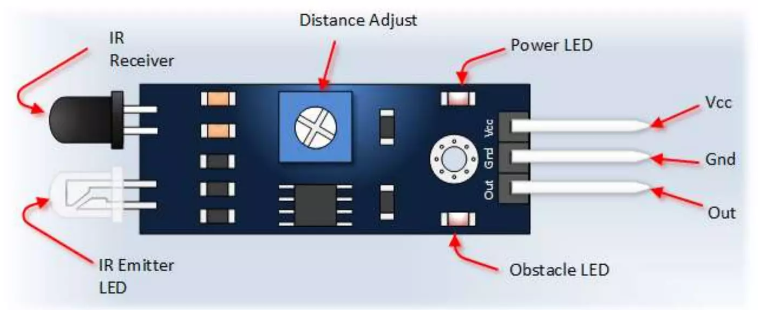 Distance Adjust
IR
Receiver
Power LED
Vcc
Vcc
Gnd
Gnd
Out
Out
IR Emitter
LED
Obstacle LED